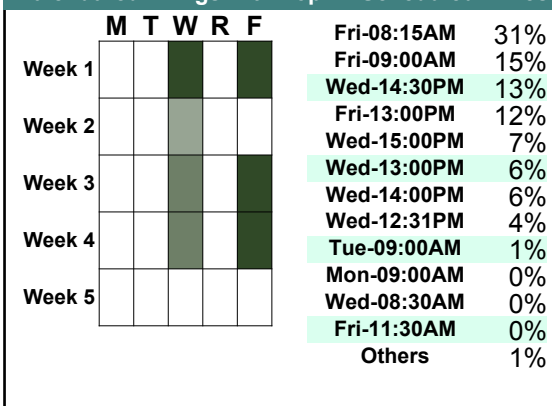 M T W R F
Week 1
Week 2
Week 3
Week 4
Week 5
Fri-08:15AM 31%
Fri-09:00AM 15%
Wed-14:30PM 13%
Fri-13:00PM 12%
Wed-15:00PM 7%
Wed-13:00PM 6%
Wed-14:00PM 6%
Wed-12:31PM 4%
Tue-09:00AM 1%
Mon-09:00AM 0%
Wed-08:30AM 0%
Fri-11:30AM 0%
Others 1%